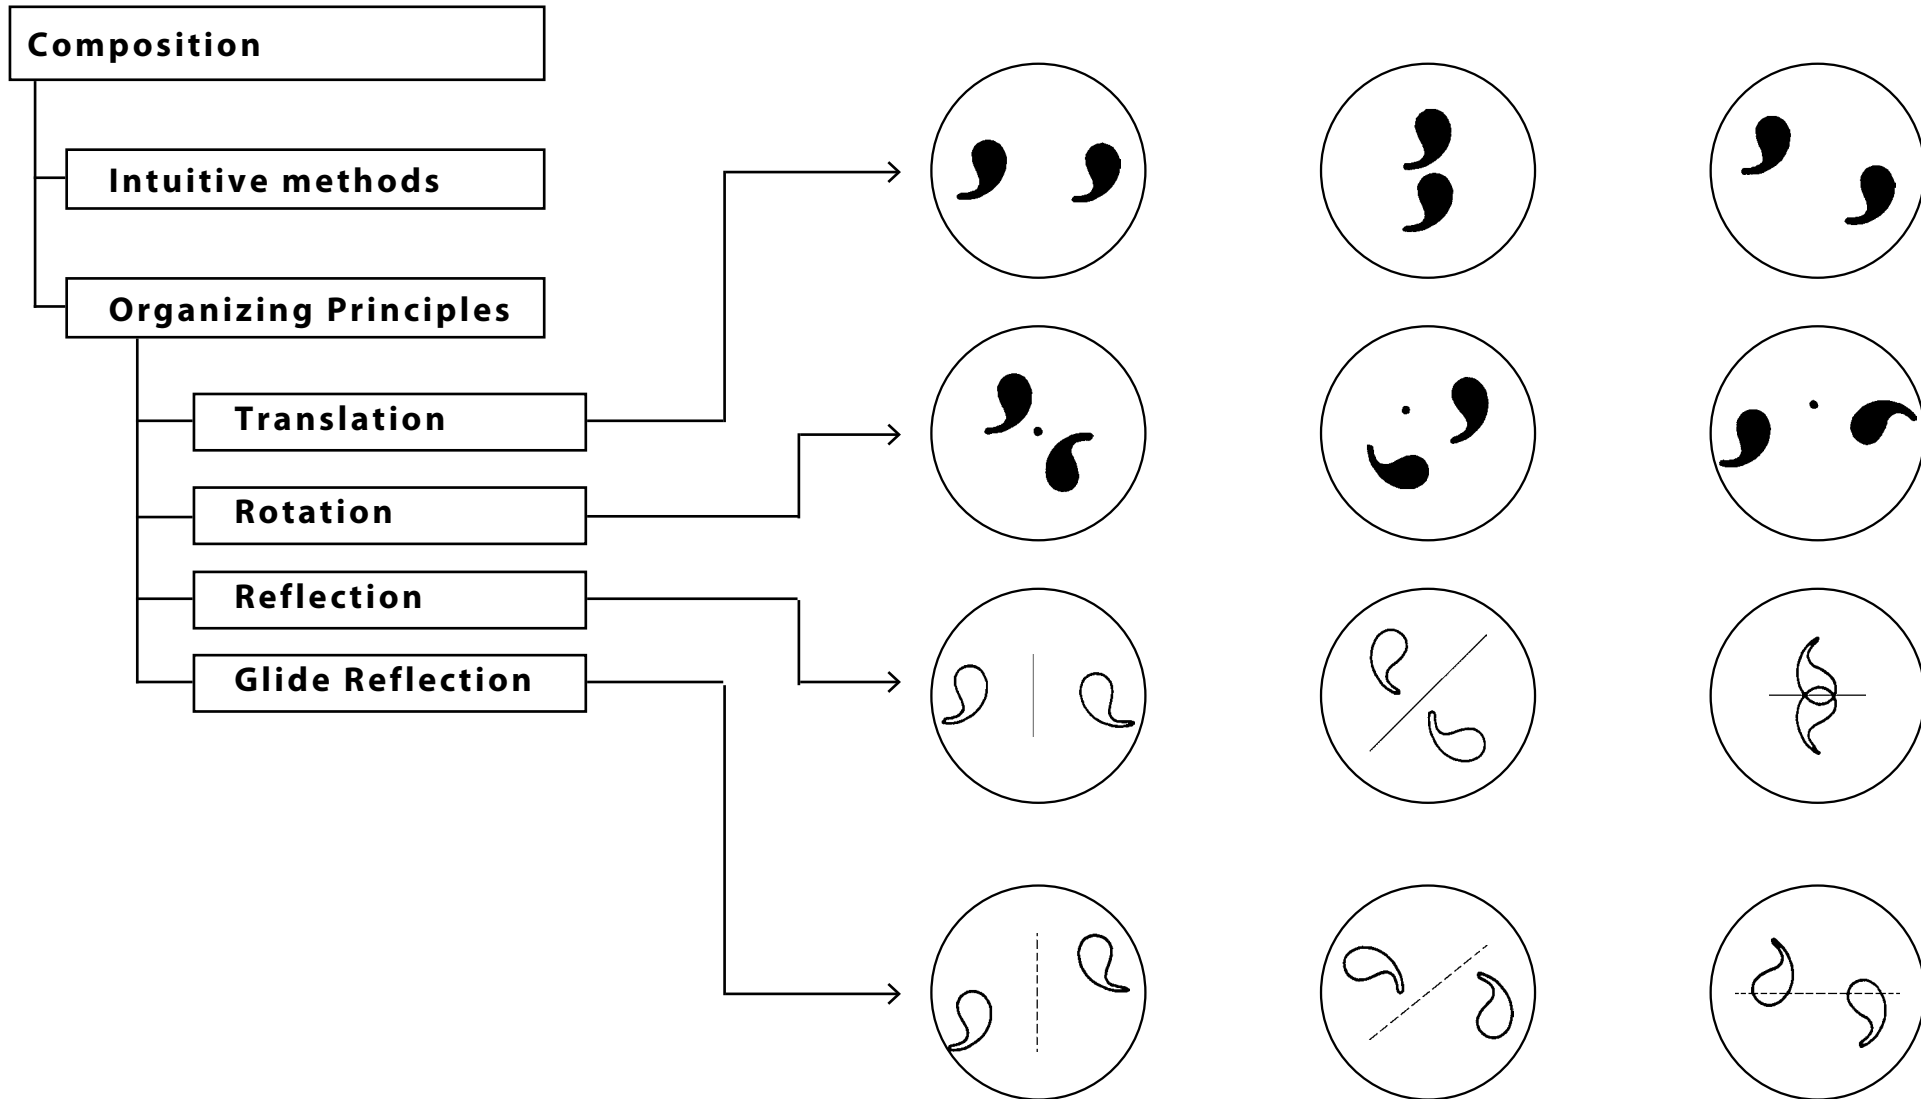 Composition
Intuitive methods
Organizing Principles
Translation
Rotation
Reflection
Glide Reflection